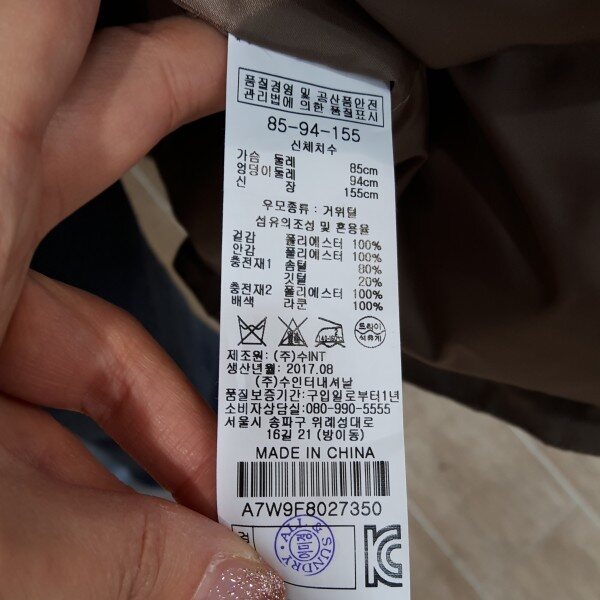 품질경영 및 공산품안전
관리법에 의한 품질표시
85-94-155
신체치수
가슴 둘레 85cm
엉덩이둘레 94cm
신 장 155cm
우모종류 : 거위털
섬유의조성 및 혼용율
겉감 폴리에스터 100%
안감 폴리에스터 100%
충전재1 솜털 80%
깃털 20%
충전재2 폴리에스터 100%
배색 라쿤 100%
드라이
석유계
제조원 : (주)수INT
생산년월 : 2017.08
(주)수인터내셔날
품질보증기간:구입일로부터1년
소비자상담실:080-990-5555
서울시 송파구 위례성대로
16길 21 (방이동)
MADE IN CHINA
A7W9F8027350
SUNDRY
KC